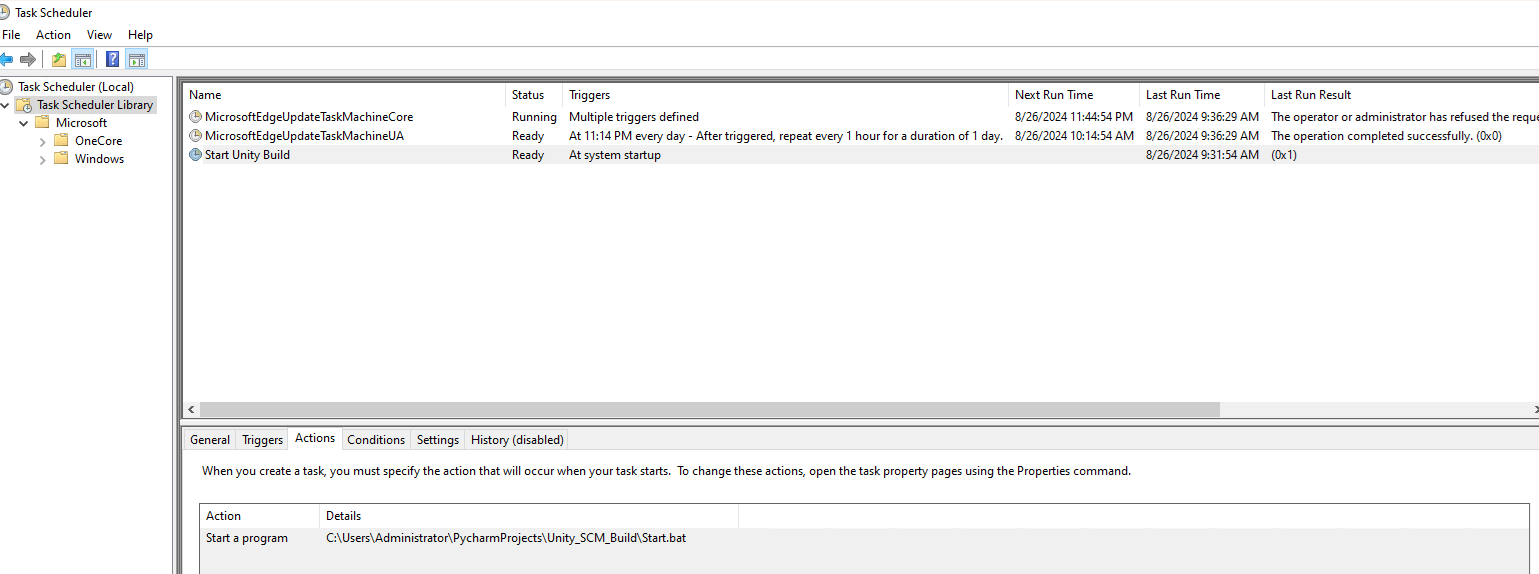 Task Scheduler
File Action View Help
Task Scheduler (Local)
Task Scheduler Library
Microsoft
OneCore
Windows
Name Status Triggers Next Run Time Last Run Time Last Run Result
MicrosoftEdgeUpdateTaskMachineCore Running Multiple triggers defined 8/26/2024 11:44:54 PM 8/26/2024 9:36:29 AM The operator or administrator has refused the reque
MicrosoftEdgeUpdateTaskMachineUA Ready At 11:14 PM every day - After triggered, repeat every 1 hour for a duration of 1 day. 8/26/2024 10:14:54 AM 8/26/2024 9:36:29 AM The operation completed successfully. (0x0)
Start Unity Build Ready At system startup 8/26/2024 9:31:54 AM (0x1)
General Triggers Actions Conditions Settings History (disabled)
When you create a task, you must specify the action that will occur when your task starts. To change these actions, open the task property pages using the Properties command.
Action Details
Start a program C:\Users\Administrator\PycharmProjects\Unity_SCM_Build\Start.bat